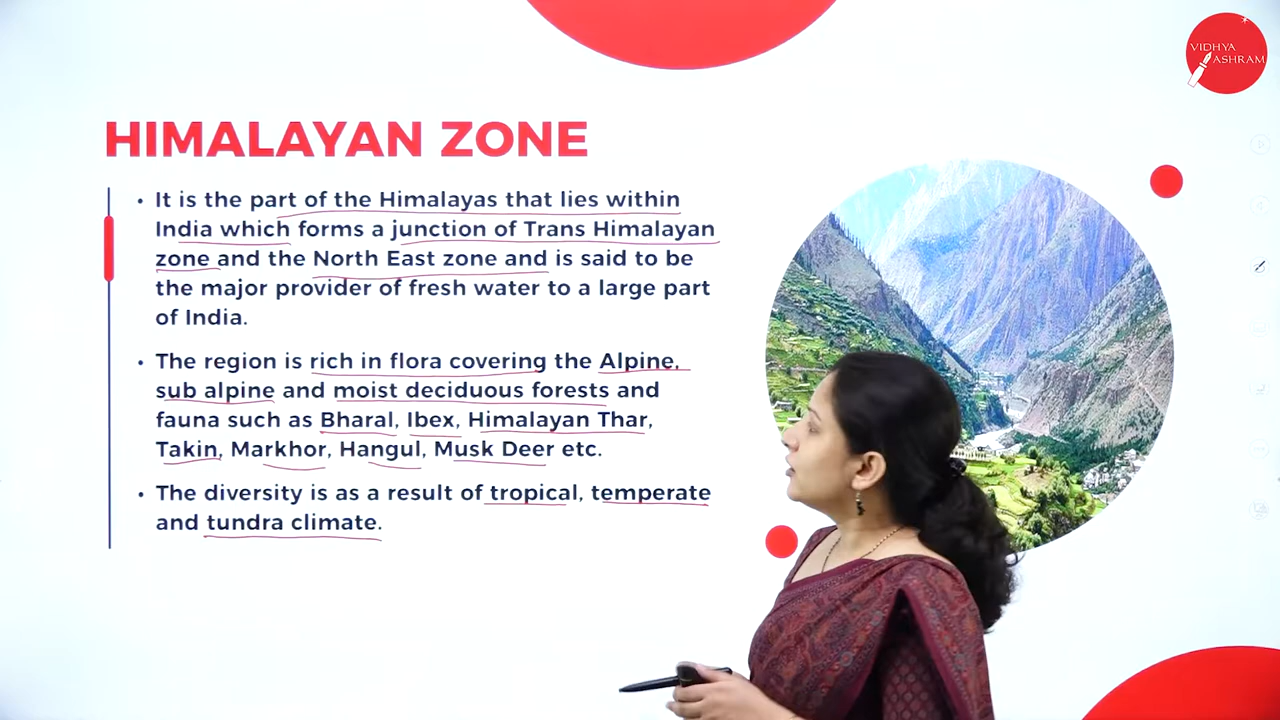 VIDHYA
ASHRAM
HIMALAYAN ZONE
• It is the part of the Himalayas that lies within
India which forms a junction of Trans Himalayan
zone and the North East zone and is said to be
the major provider of fresh water to a large part
of India.
• The region is rich in flora covering the Alpine,
sub alpine and moist deciduous forests and
fauna such as Bharal, Ibex, Himalayan Thar,
Takin, Markhor, Hangul, Musk Deer etc.
• The diversity is as a result of tropical, temperate
and tundra climate.